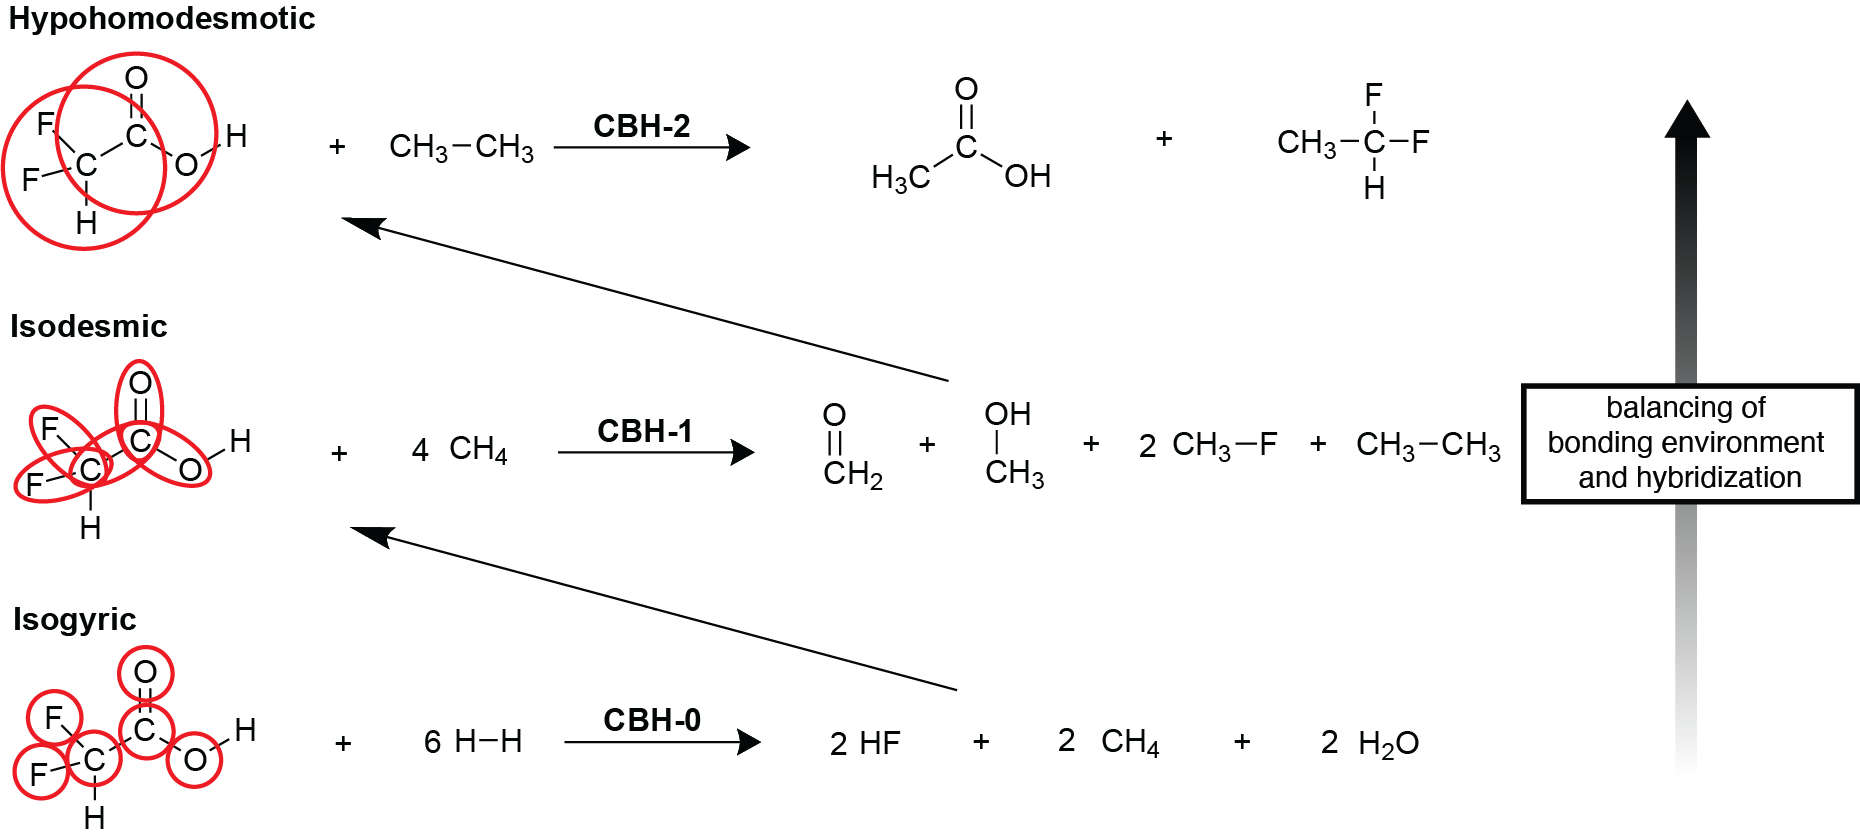 Hypohomodesmotic
O
F
C
H
F
C
O
H
+ CH₃ CH₃
CBH-2
O
C
H₃C
OH
+
F
CH₃ C F
H
Isodesmic
O
F
C
H
F
C
O
H
+ 4 CH₄
CBH-1
O
CH₂
+
OH
CH₃
+ 2 CH₃ F + CH₃ CH₃
balancing of
bonding environment
and hybridization
Isogyric
O
F
C
H
F
C
O
H
+ 6 H H
CBH-0
2 HF + 2 CH₄ + 2 H₂O